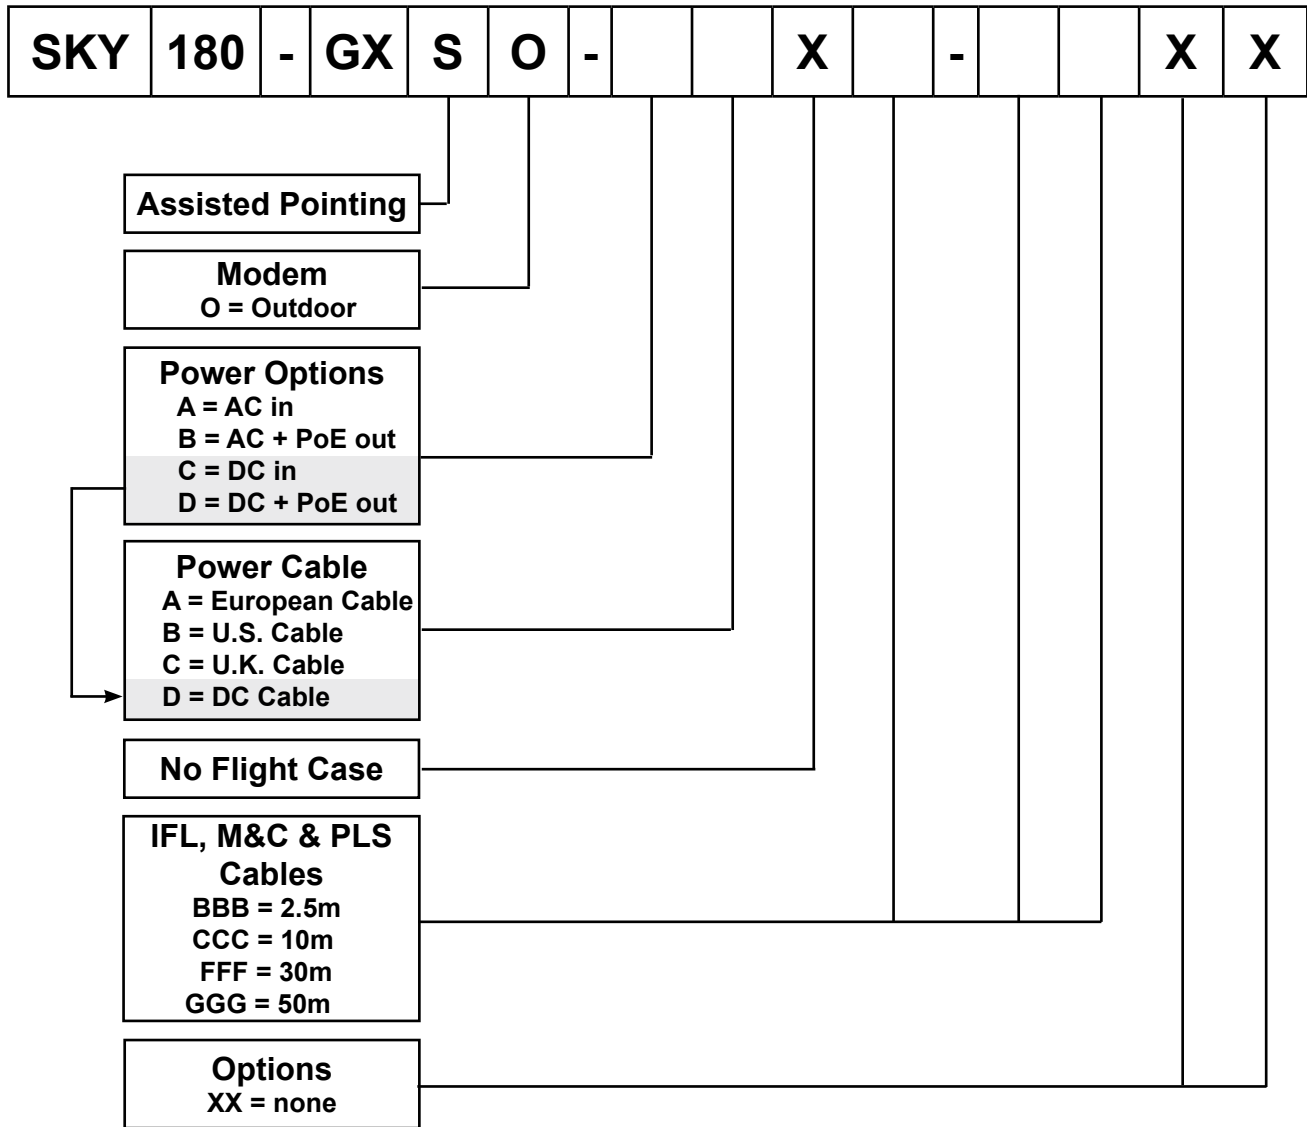 SKY 180 - GX S O - X - X X
Assisted Pointing
Modem
O = Outdoor
Power Options
A = AC in
B = AC + PoE out
C = DC in
D = DC + PoE out
Power Cable
A = European Cable
B = U.S. Cable
C = U.K. Cable
D = DC Cable
No Flight Case
IFL, M&C & PLS
Cables
BBB = 2.5m
CCC = 10m
FFF = 30m
GGG = 50m
Options
XX = none